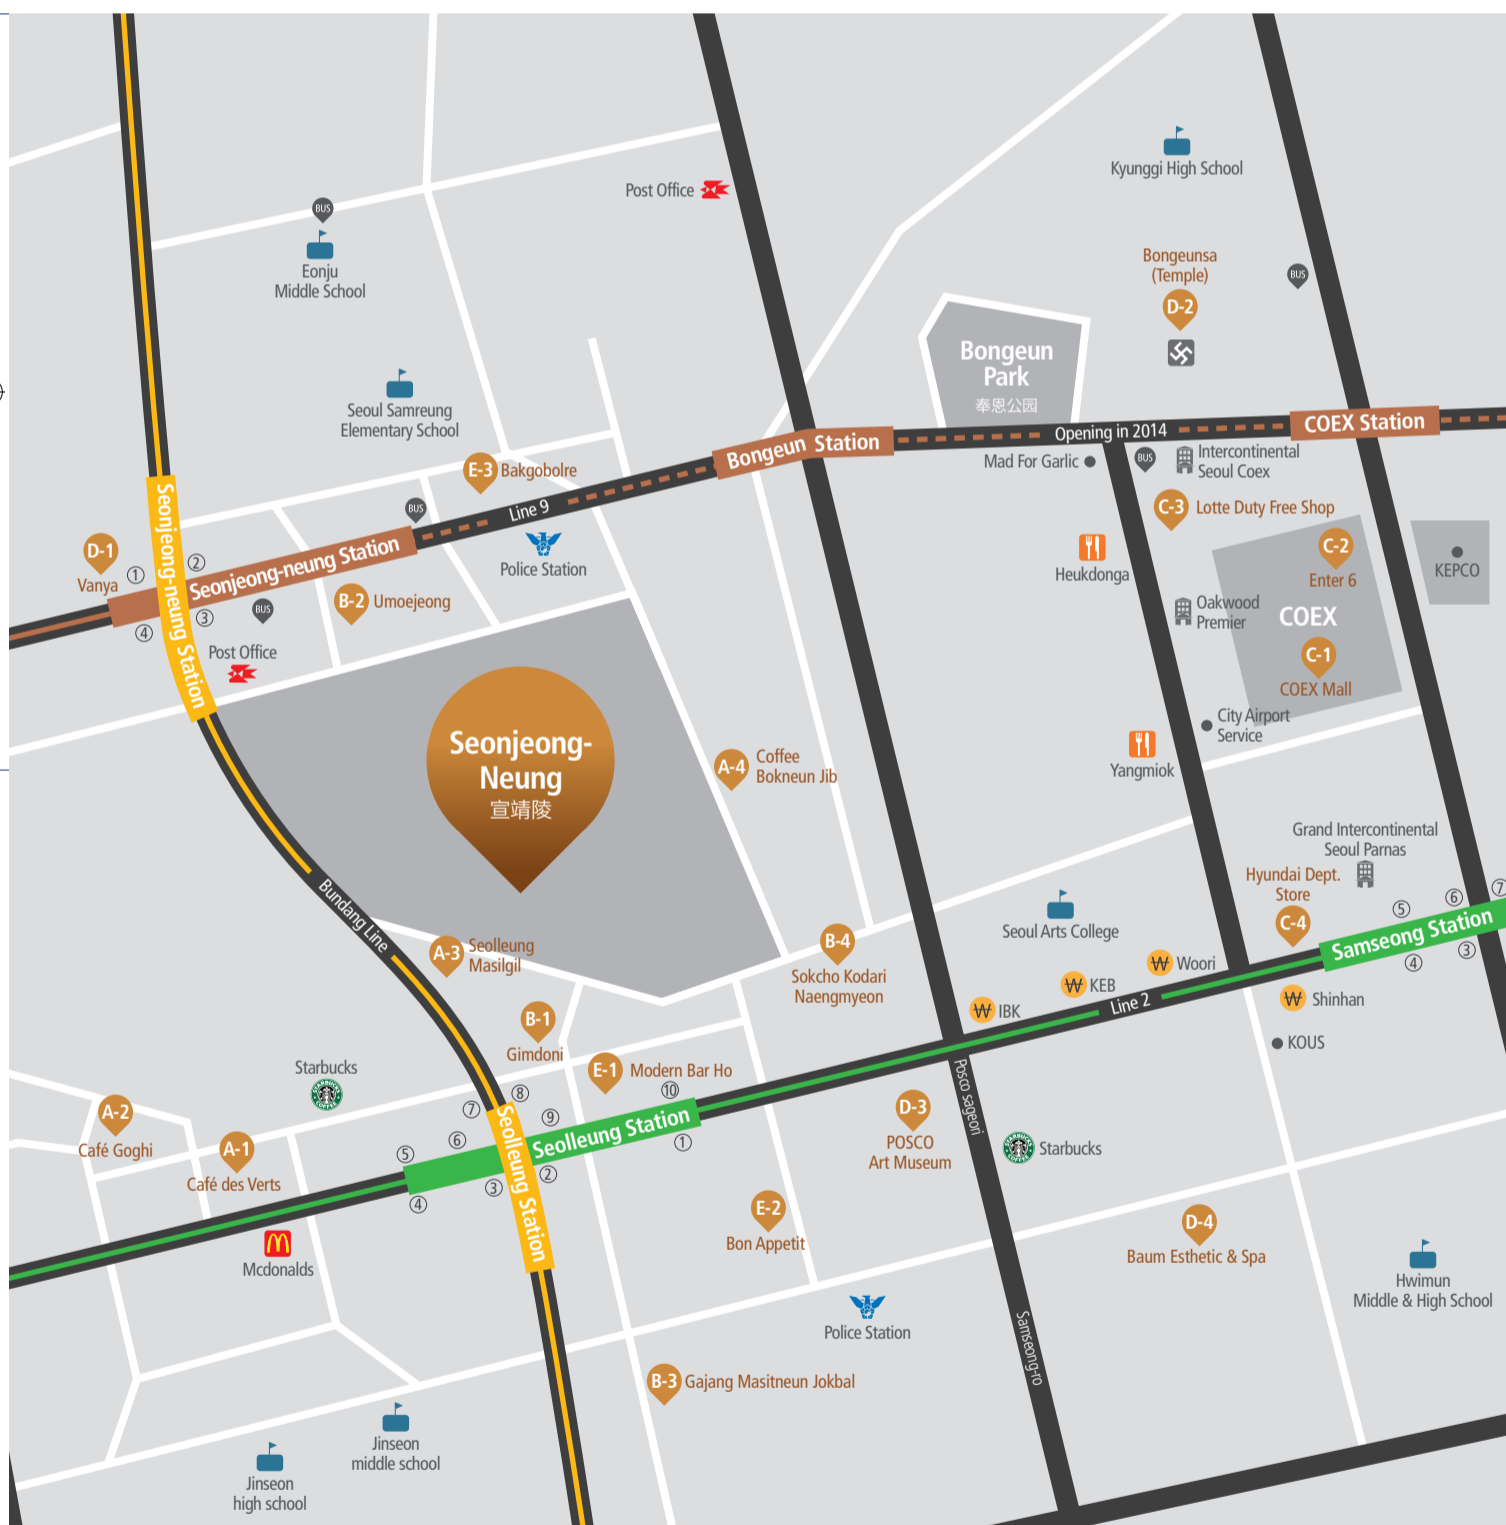 Post Office
Kyunggi High School
BUS
Eonju
Middle School
Bongeunsa
(Temple)
D-2
BUS
Bongeun
Park
奉恩公园
Seoul Samreung
Elementary School
COEX Station
Opening in 2014
Bongeun Station
Mad For Garlic
BUS
Intercontinental
Seoul Coex
E-3
Bakgobolre
Line 9
BUS
C-3
Lotte Duty Free Shop
Seonjeong-neung Station
Seonjeong-neung Station
D-1
Vanya
①
②
③
④
BUS
B-2
Umoejeong
Police Station
Heukdonga
C-2
Enter 6
KEPCO
Oakwood
Premier
COEX
C-1
COEX Mall
Post Office
Seonjeong-
Neung
宣靖陵
A-4
Coffee
Bokneun Jib
City Airport
Service
Yangmiok
Grand Intercontinental
Seoul Parnas
Hyundai Dept.
Store
C-4
Bundang Line
A-3
Seolleung
Masilgil
B-4
Sokcho Kodari
Naengmyeon
Seoul Arts College
Samseong Station
⑤
⑥
⑦
④
③
₩
Woori
₩
KEB
₩
IBK
Line 2
₩
Shinhan
KOUS
B-1
Gimdoni
E-1
Modern Bar Ho
Starbucks
STARBUCKS
COFFEE
Posco sageori
A-2
Café Goghi
A-1
Café des Verts
Seolleung Station
Seolleung Station
⑤
⑥
⑦
⑧
⑨
⑩
①
②
③
④
D-3
POSCO
Art Museum
STARBUCKS
COFFEE
Starbucks
Mcdonalds
E-2
Bon Appetit
D-4
Baum Esthetic & Spa
Hwimun
Middle & High School
Police Station
Samseong-ro
B-3
Gajang Masitneun Jokbal
Jinseon
middle school
Jinseon
high school